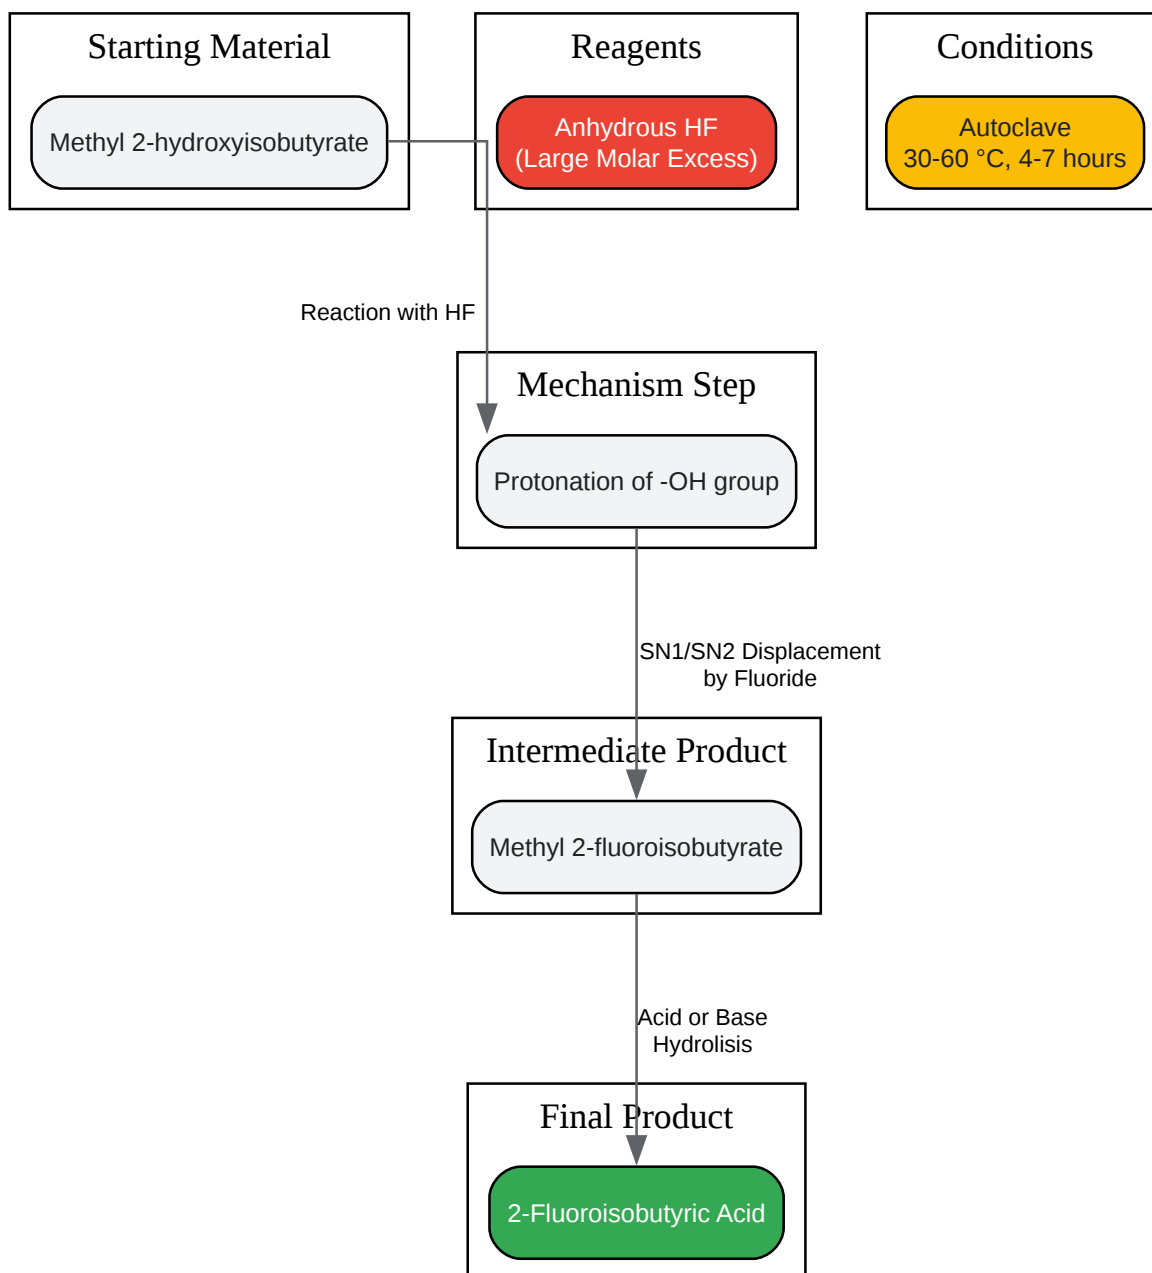 Starting Material
Methyl 2-hydroxyisobutyrate
Reagents
Anhydrous HF
(Large Molar Excess)
Conditions
Autoclave
30-60 °C, 4-7 hours
Reaction with HF
Mechanism Step
Protonation of -OH group
SN1/SN2 Displacement
by Fluoride
Intermediate Product
Methyl 2-fluoroisobutyrate
Acid or Base
Hydrolisis
Final Product
2-Fluoroisobutyric Acid